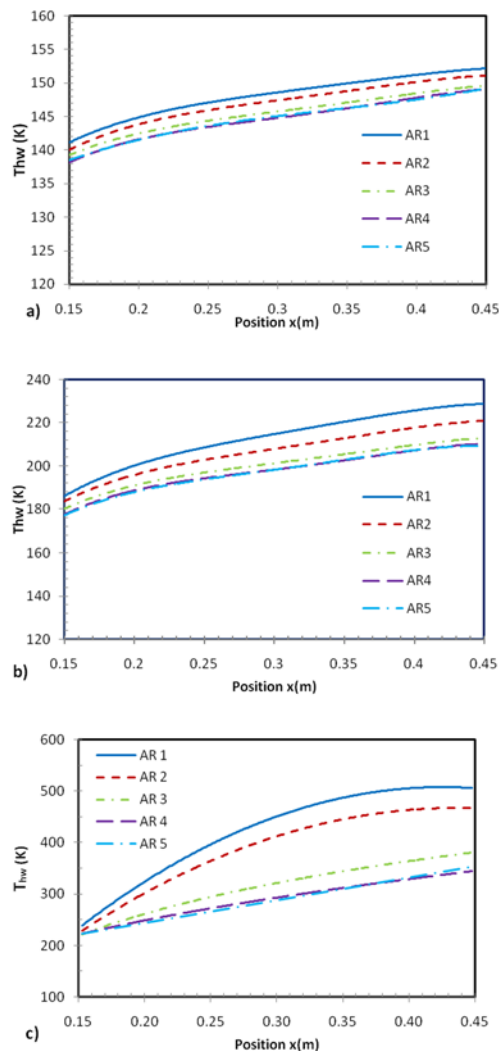 160
155
150
145
140
135
130
125
120
Thw (K)
AR1
AR2
AR3
AR4
AR5
0.15 0.2 0.25 0.3 0.35 0.4 0.45
a)
Position x(m)
240
220
200
180
160
140
120
Thw (K)
AR1
AR2
AR3
AR4
AR5
0.15 0.2 0.25 0.3 0.35 0.4 0.45
b)
Position x(m)
600
500
400
300
200
100
Thw (K)
AR 1
AR 2
AR 3
AR 4
AR 5
0.15 0.20 0.25 0.30 0.35 0.40 0.45
c)
Position x(m)